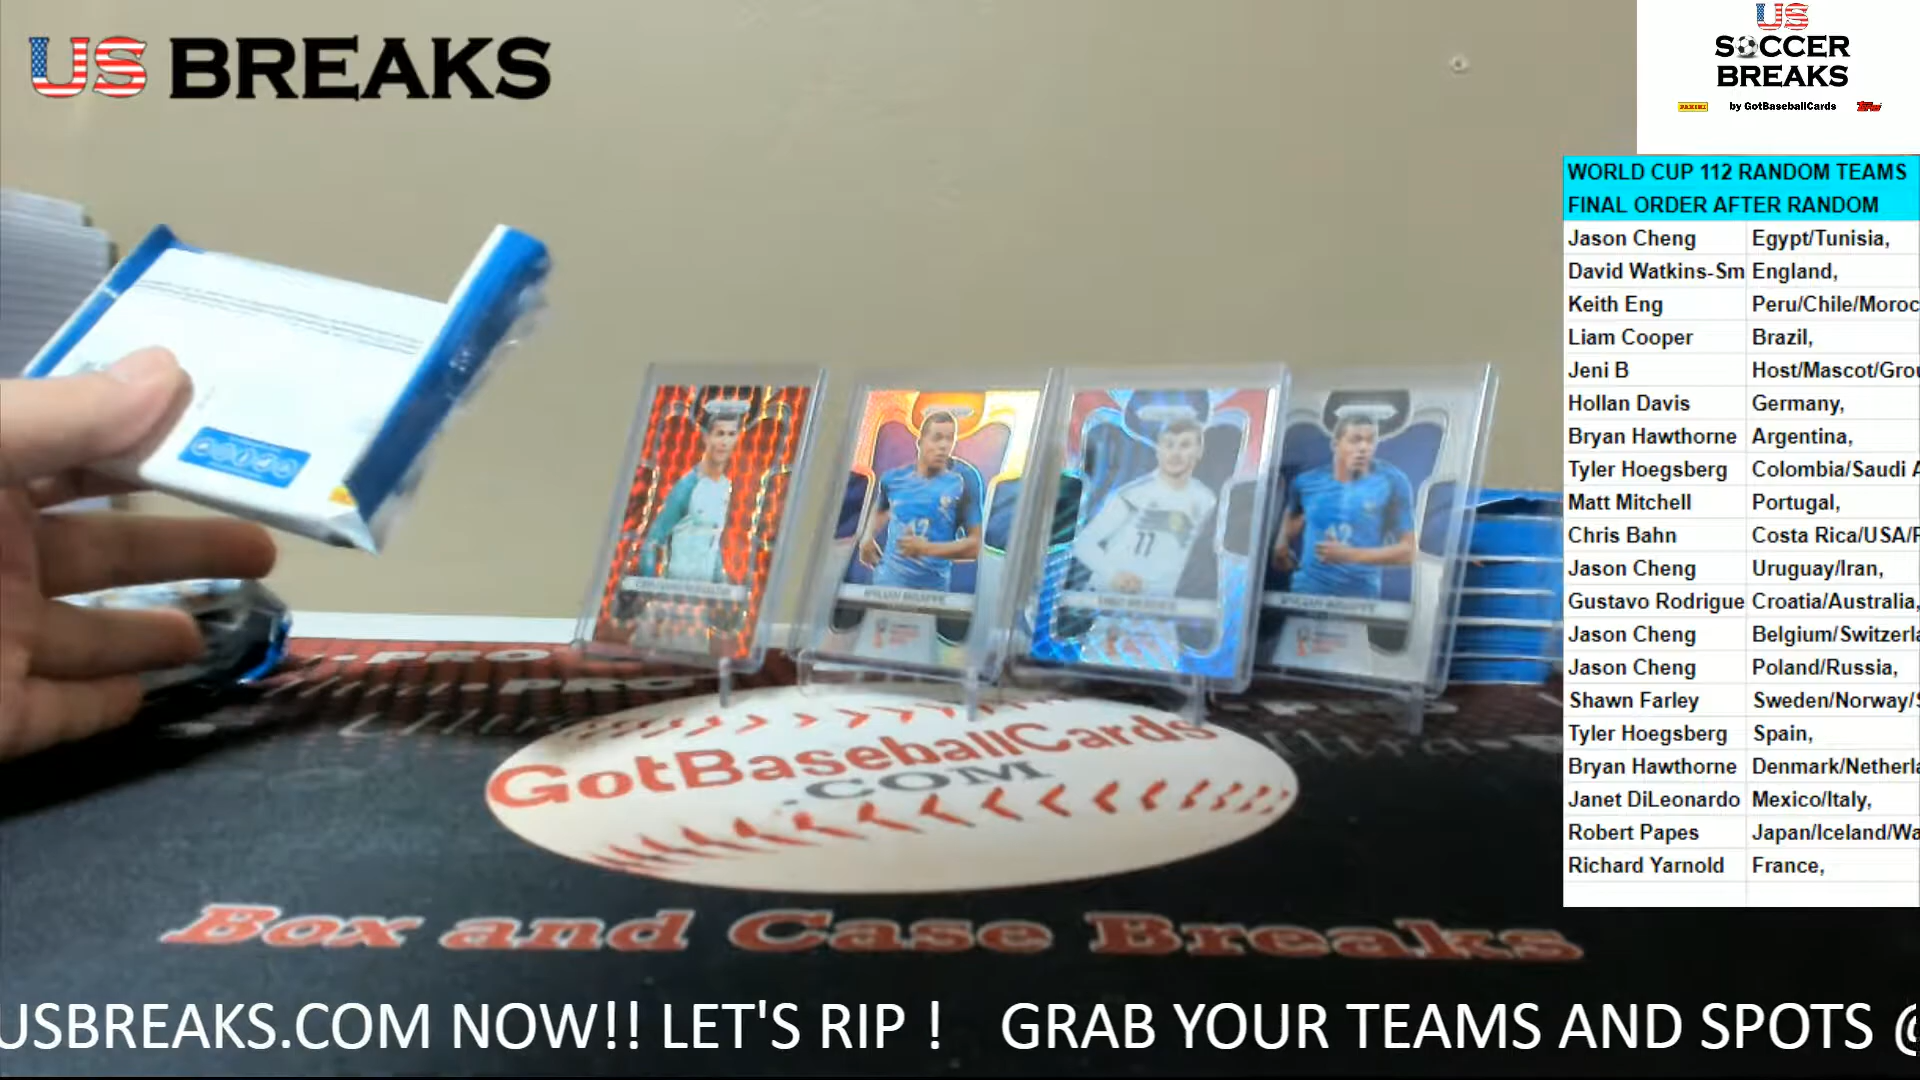 US BREAKS
US
SOCCER
BREAKS
PANINI by GotBaseballCards Topps
WORLD CUP 112 RANDOM TEAMS
FINAL ORDER AFTER RANDOM
Jason Cheng Egypt/Tunisia,
David Watkins-Sm England,
Keith Eng Peru/Chile/Moroc
Liam Cooper Brazil,
Jeni B Host/Mascot/Grou
Hollan Davis Germany,
Bryan Hawthorne Argentina,
Tyler Hoegsberg Colombia/Saudi A
Matt Mitchell Portugal,
Chris Bahn Costa Rica/USA/F
Jason Cheng Uruguay/Iran,
Gustavo Rodrigue Croatia/Australia,
Jason Cheng Belgium/Switzerla
Jason Cheng Poland/Russia,
Shawn Farley Sweden/Norway/S
Tyler Hoegsberg Spain,
Bryan Hawthorne Denmark/Netherla
Janet DiLeonardo Mexico/Italy,
Robert Papes Japan/Iceland/Wa
Richard Yarnold France,
11
12
GotBaseballCards
.COM
Box and Case Breaks
USBREAKS.COM NOW!! LET'S RIP ! GRAB YOUR TEAMS AND SPOTS @